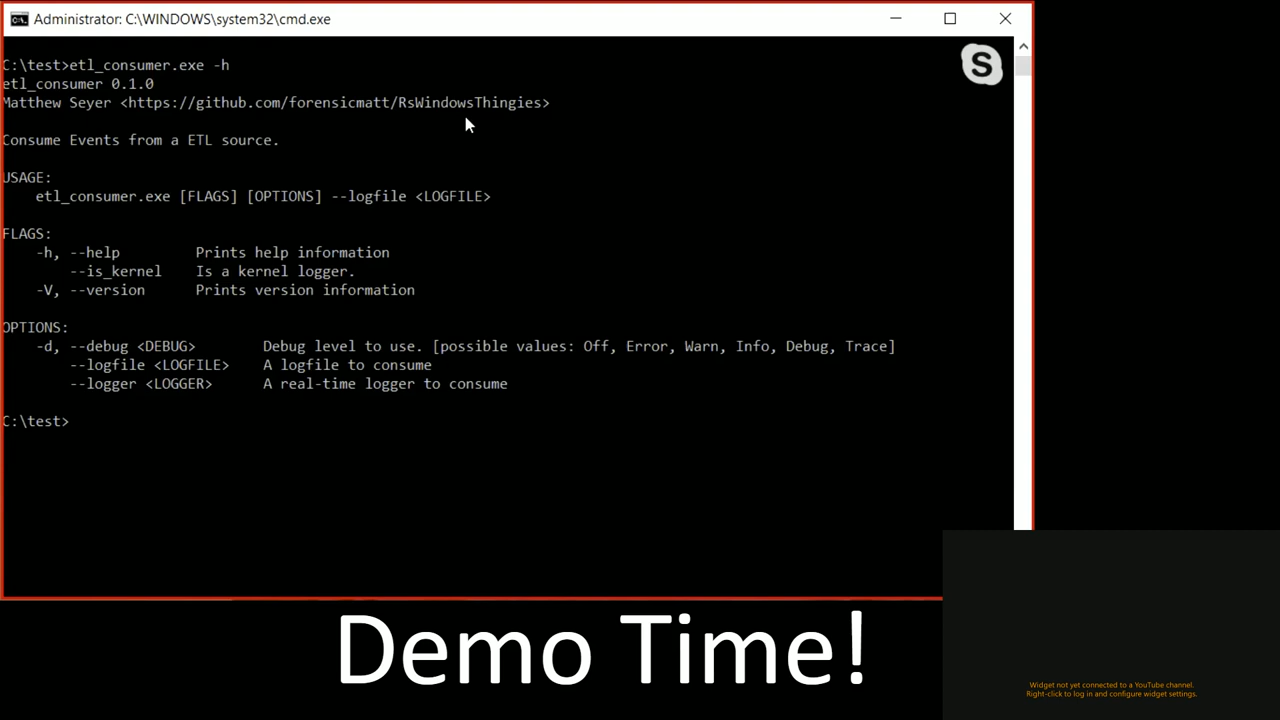 Administrator: C:\WINDOWS\system32\cmd.exe
C:\test>etl_consumer.exe -h
etl_consumer 0.1.0
Matthew Seyer <https://github.com/forensicmatt/RsWindowsThingies>
Consume Events from a ETL source.
USAGE:
etl_consumer.exe [FLAGS] [OPTIONS] --logfile <LOGFILE>
FLAGS:
-h, --help Prints help information
--is_kernel Is a kernel logger.
-V, --version Prints version information
OPTIONS:
-d, --debug <DEBUG> Debug level to use. [possible values: Off, Error, Warn, Info, Debug, Trace]
--logfile <LOGFILE> A logfile to consume
--logger <LOGGER> A real-time logger to consume
C:\test>
Demo Time!
Widget not yet connected to a YouTube channel.
Right-click to log in and configure widget settings.